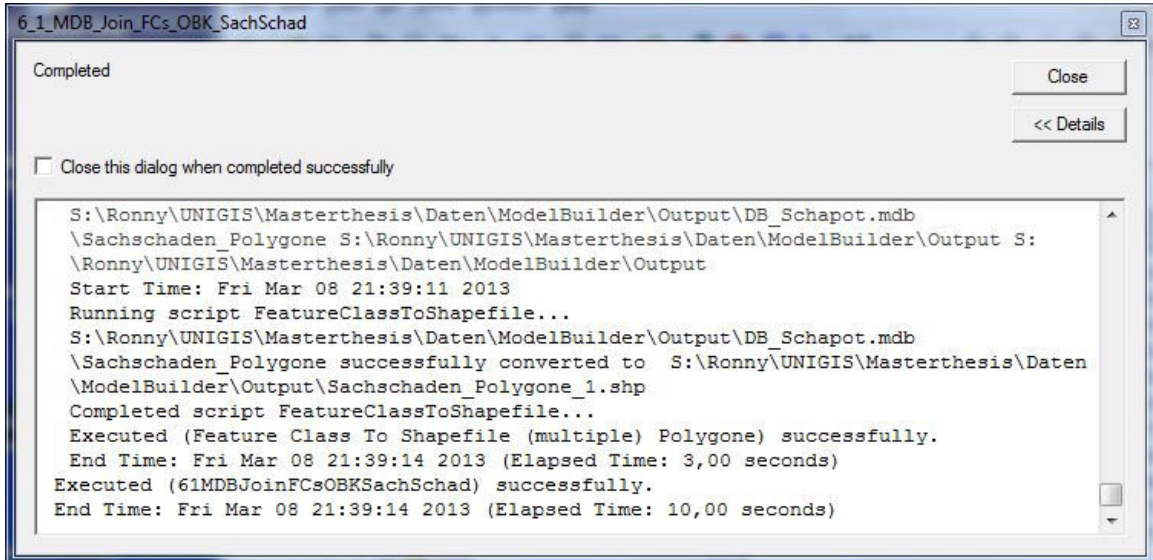 6_1_MDB_Join_FCs_OBK_SachSchad
Completed
Close
<< Details
Close this dialog when completed successfully
S:\Ronny\UNIGIS\Masterthesis\Daten\ModelBuilder\Output\DB_Schapot.mdb
\Sachschaden_Polygone S:\Ronny\UNIGIS\Masterthesis\Daten\ModelBuilder\Output S:
\Ronny\UNIGIS\Masterthesis\Daten\ModelBuilder\Output
Start Time: Fri Mar 08 21:39:11 2013
Running script FeatureClassToShapefile...
S:\Ronny\UNIGIS\Masterthesis\Daten\ModelBuilder\Output\DB_Schapot.mdb
\Sachschaden_Polygone successfully converted to  S:\Ronny\UNIGIS\Masterthesis\Daten
\ModelBuilder\Output\Sachschaden_Polygone_1.shp
Completed script FeatureClassToShapefile...
Executed (Feature Class To Shapefile (multiple) Polygone) successfully.
End Time: Fri Mar 08 21:39:14 2013 (Elapsed Time: 3,00 seconds)
Executed (61MDBJoinFCsOBKSachSchad) successfully.
End Time: Fri Mar 08 21:39:14 2013 (Elapsed Time: 10,00 seconds)